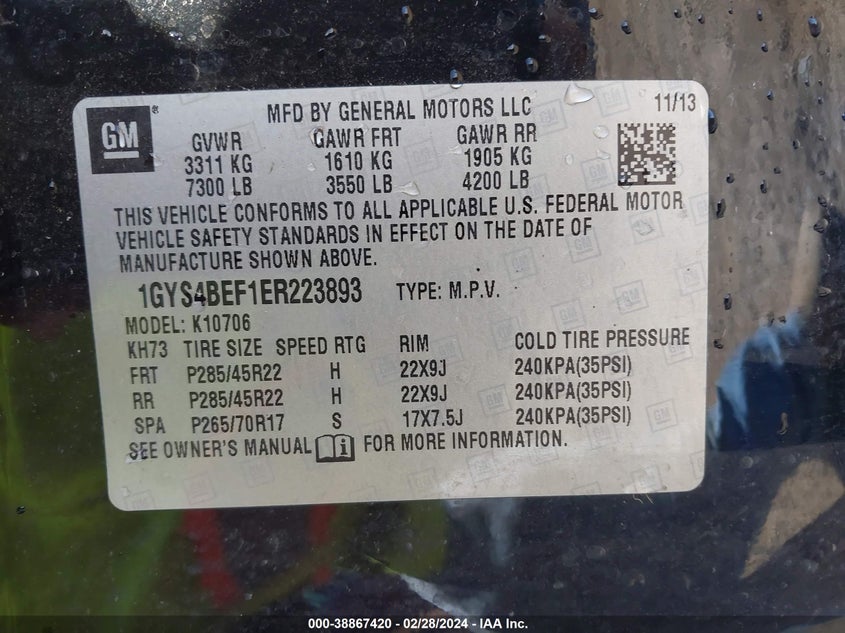 GM ®
MFD BY GENERAL MOTORS LLC 11/13
GVWR GAWR FRT GAWR RR
3311 KG 1610 KG 1905 KG
7300 LB 3550 LB 4200 LB
THIS VEHICLE CONFORMS TO ALL APPLICABLE U.S. FEDERAL MOTOR
VEHICLE SAFETY STANDARDS IN EFFECT ON THE DATE OF
MANUFACTURE SHOWN ABOVE.
1GYS4BEF1ER223893 TYPE: M.P.V.
MODEL: K10706
KH73 TIRE SIZE SPEED RTG RIM COLD TIRE PRESSURE
FRT P285/45R22 H 22X9J 240KPA(35PSI)
RR P285/45R22 H 22X9J 240KPA(35PSI)
SPA P265/70R17 S 17X7.5J 240KPA(35PSI)
SEE OWNER'S MANUAL i FOR MORE INFORMATION.
000-38867420 - 02/28/2024 - IAA Inc.